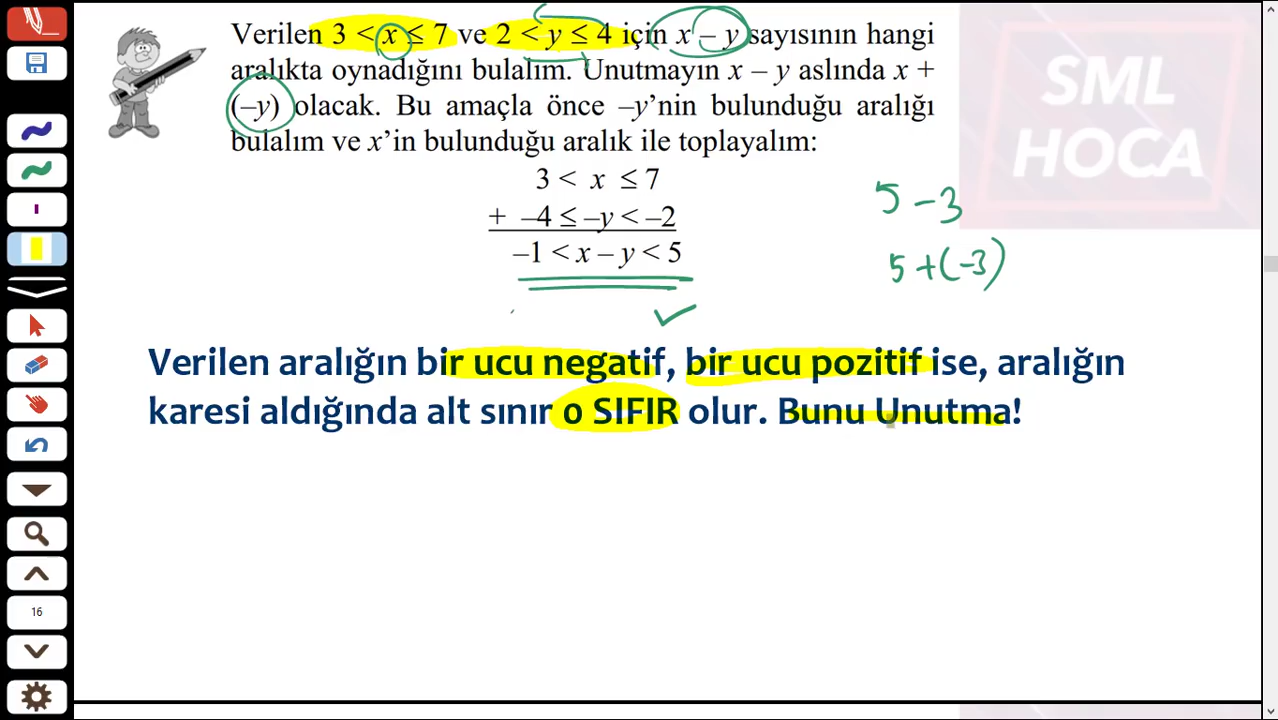 Verilen 3 < x ≤ 7 ve 2 < y ≤ 4 için x – y sayısının hangi
aralıkta oynadığını bulalım. Unutmayın x – y aslında x +
(–y) olacak. Bu amaçla önce –y’nin bulunduğu aralığı
bulalım ve x’in bulunduğu aralık ile toplayalım:
3 < x ≤ 7
+ –4 ≤ –y < –2
–1 < x – y < 5
5 – 3
5 + (-3)
SML
HOCA
Verilen aralığın bir ucu negatif, bir ucu pozitif ise, aralığın
karesi aldığında alt sınır 0 SIFIR olur. Bunu Unutma!
16